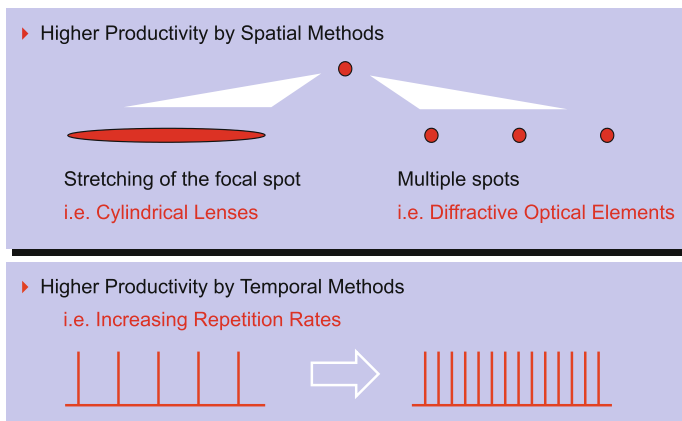 Higher Productivity by Spatial Methods
Stretching of the focal spot
i.e. Cylindrical Lenses
Multiple spots
i.e. Diffractive Optical Elements
Higher Productivity by Temporal Methods
i.e. Increasing Repetition Rates